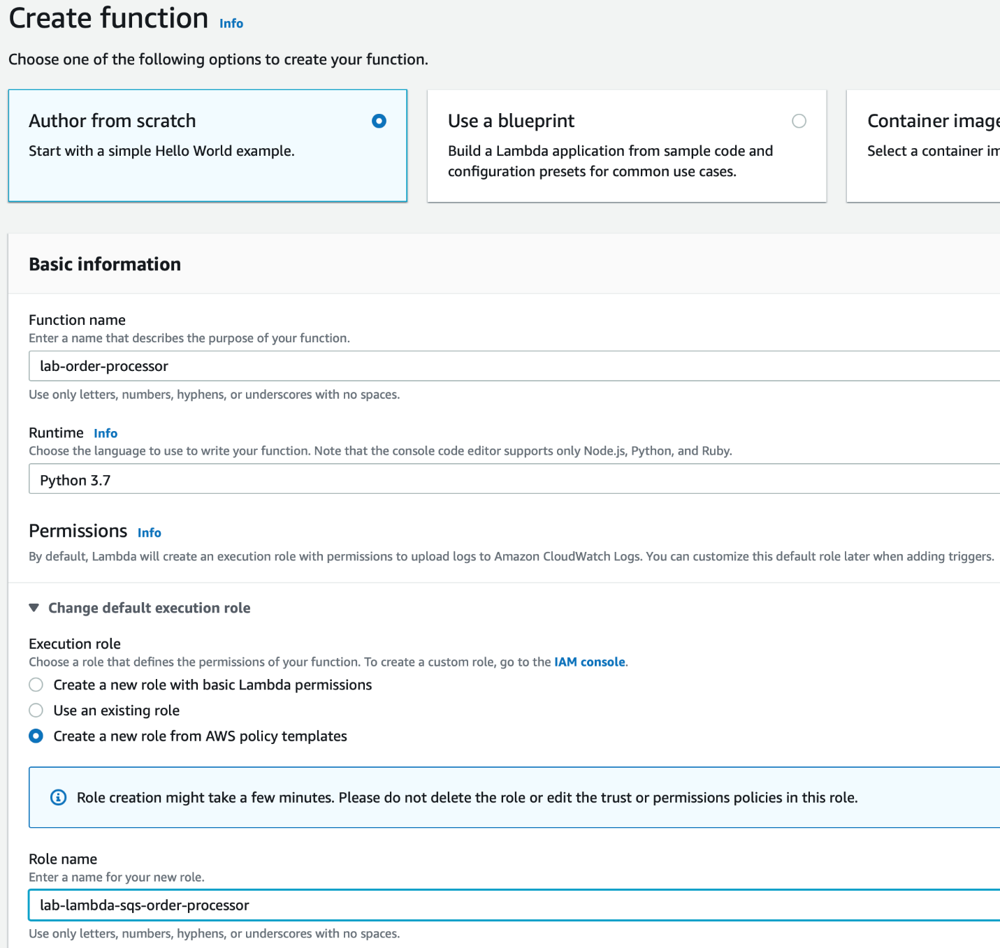 Create function Info
Choose one of the following options to create your function.
Author from scratch
Start with a simple Hello World example.
Use a blueprint
Build a Lambda application from sample code and
configuration presets for common use cases.
Container image
Select a container im
Basic information
Function name
Enter a name that describes the purpose of your function.
lab-order-processor
Use only letters, numbers, hyphens, or underscores with no spaces.
Runtime Info
Choose the language to use to write your function. Note that the console code editor supports only Node.js, Python, and Ruby.
Python 3.7
Permissions Info
By default, Lambda will create an execution role with permissions to upload logs to Amazon CloudWatch Logs. You can customize this default role later when adding triggers.
Change default execution role
Execution role
Choose a role that defines the permissions of your function. To create a custom role, go to the IAM console.
Create a new role with basic Lambda permissions
Use an existing role
Create a new role from AWS policy templates
Role creation might take a few minutes. Please do not delete the role or edit the trust or permissions policies in this role.
Role name
Enter a name for your new role.
lab-lambda-sqs-order-processor
Use only letters, numbers, hyphens, or underscores with no spaces.